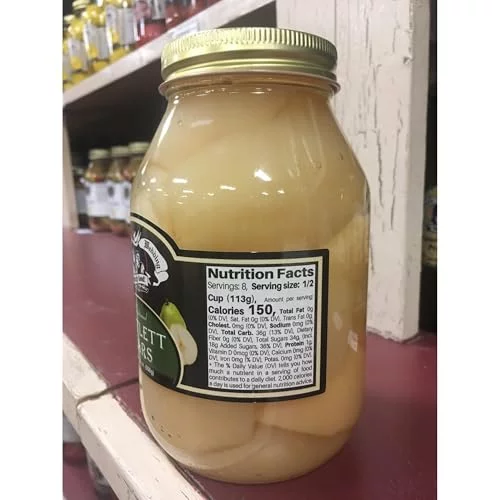 Nutrition Facts
Servings: 8, Serving size: 1/2
Cup (113g), Amount per serving
Calories 150, Total Fat 0g
(0% DV), Sat. Fat 0g (0% DV), Trans Fat 0g,
Cholest. 0mg (0% DV), Sodium 0mg (0%
DV), Total Carb. 36g (13% DV), Dietary
Fiber 0g (0% DV), Total Sugars 34g, (Incl.
18g Added Sugars, 36% DV), Protein 1g,
Vitamin D 0mcg (0% DV), Calcium 0mg (0%
DV), Iron 0mg (% DV), Potas. 0mg (0% DV).
* The % Daily Value (DV) tells you how
much a nutrient in a serving of food
contributes to a daily diet. 2,000 calories
a day is used for general nutrition advice.
LETT
RS